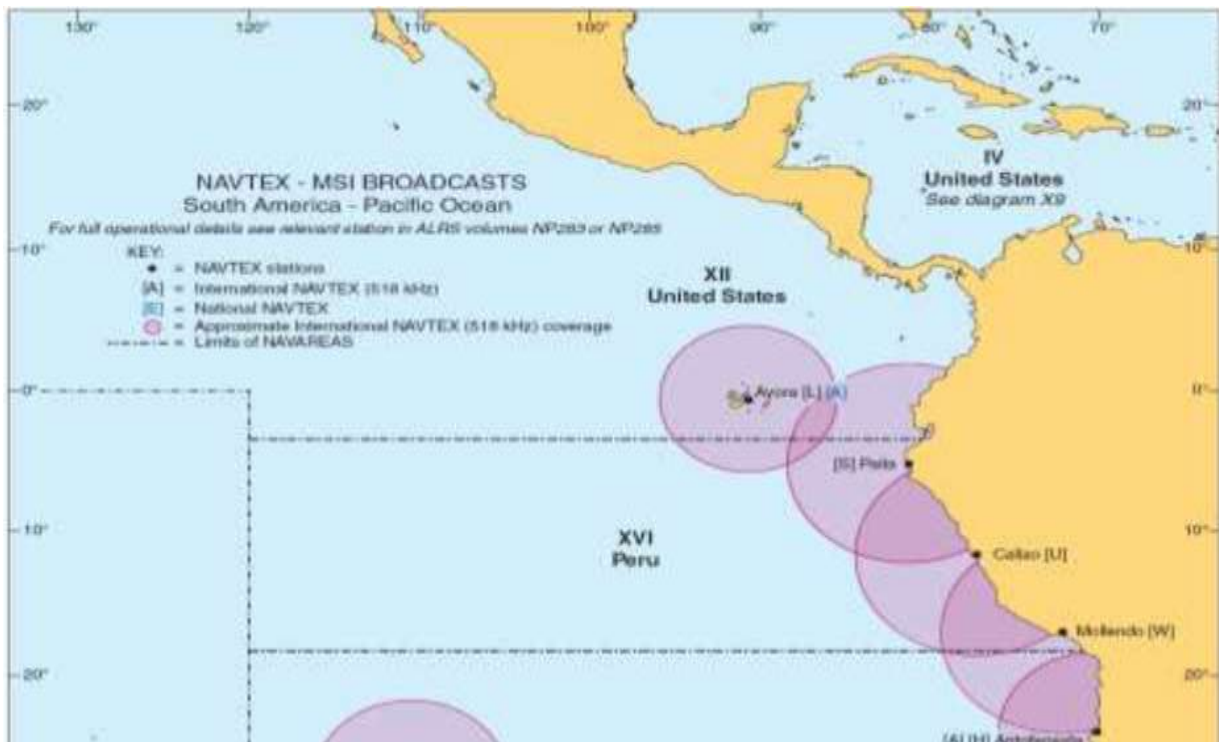 130° 120° 110° 90° 80° 70°
20° 20°
IV
United States
See diagram X9
NAVTEX - MSI BROADCASTS
South America - Pacific Ocean
For full operational details see relevant station in ALRS volumes NP283 or NP285
KEY:
= NAVTEX stations
[A] = International NAVTEX (518 kHz)
[E] = National NAVTEX
= Approximate International NAVTEX (518 kHz) coverage
= Limits of NAVAREAS
10° 10°
XII
United States
0° 0°
Ayora [L] [A]
[S] Paita
10° 10°
XVI
Peru
Callao [U]
Mollendo [W]
20° 20°
Antofagasta